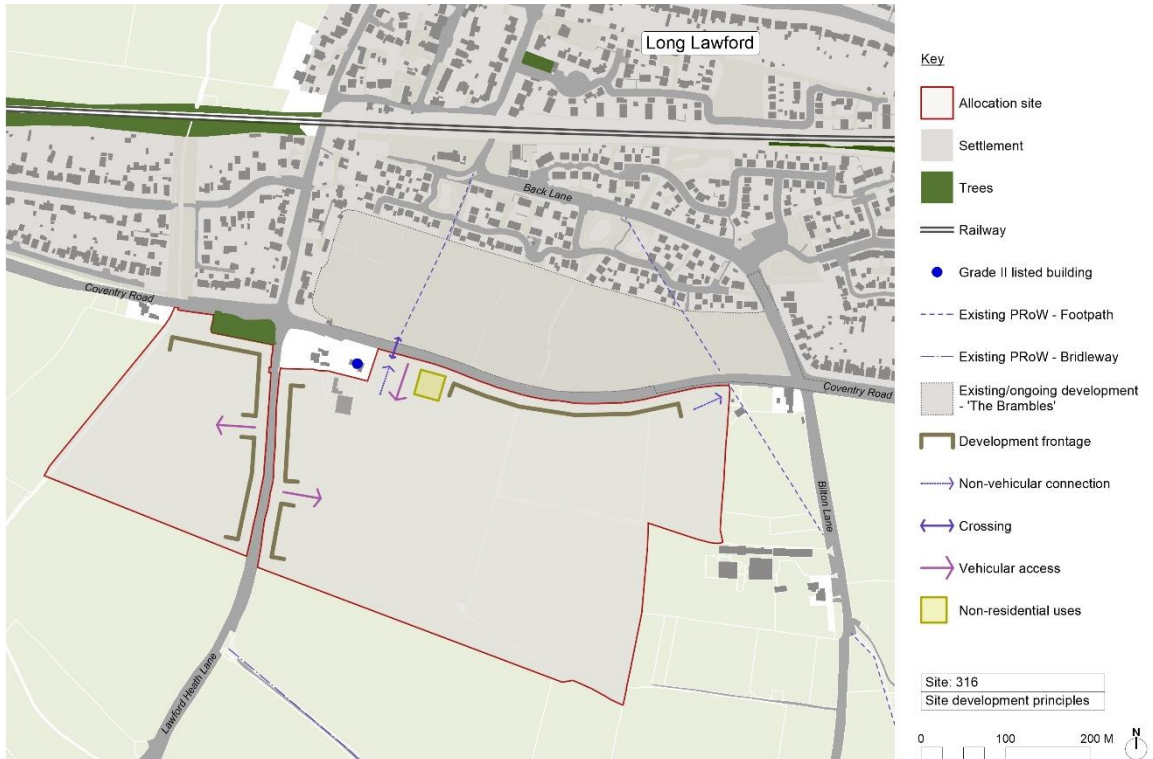 Long Lawford
Back Lane
Coventry Road
Coventry Road
Bilton Lane
Lawford Heath Lane
Key
Allocation site
Settlement
Trees
Railway
Grade II listed building
Existing PRoW - Footpath
Existing PRoW - Bridleway
Existing/ongoing development
- 'The Brambles'
Development frontage
Non-vehicular connection
Crossing
Vehicular access
Non-residential uses
Site: 316
Site development principles
0 100 200 M
N